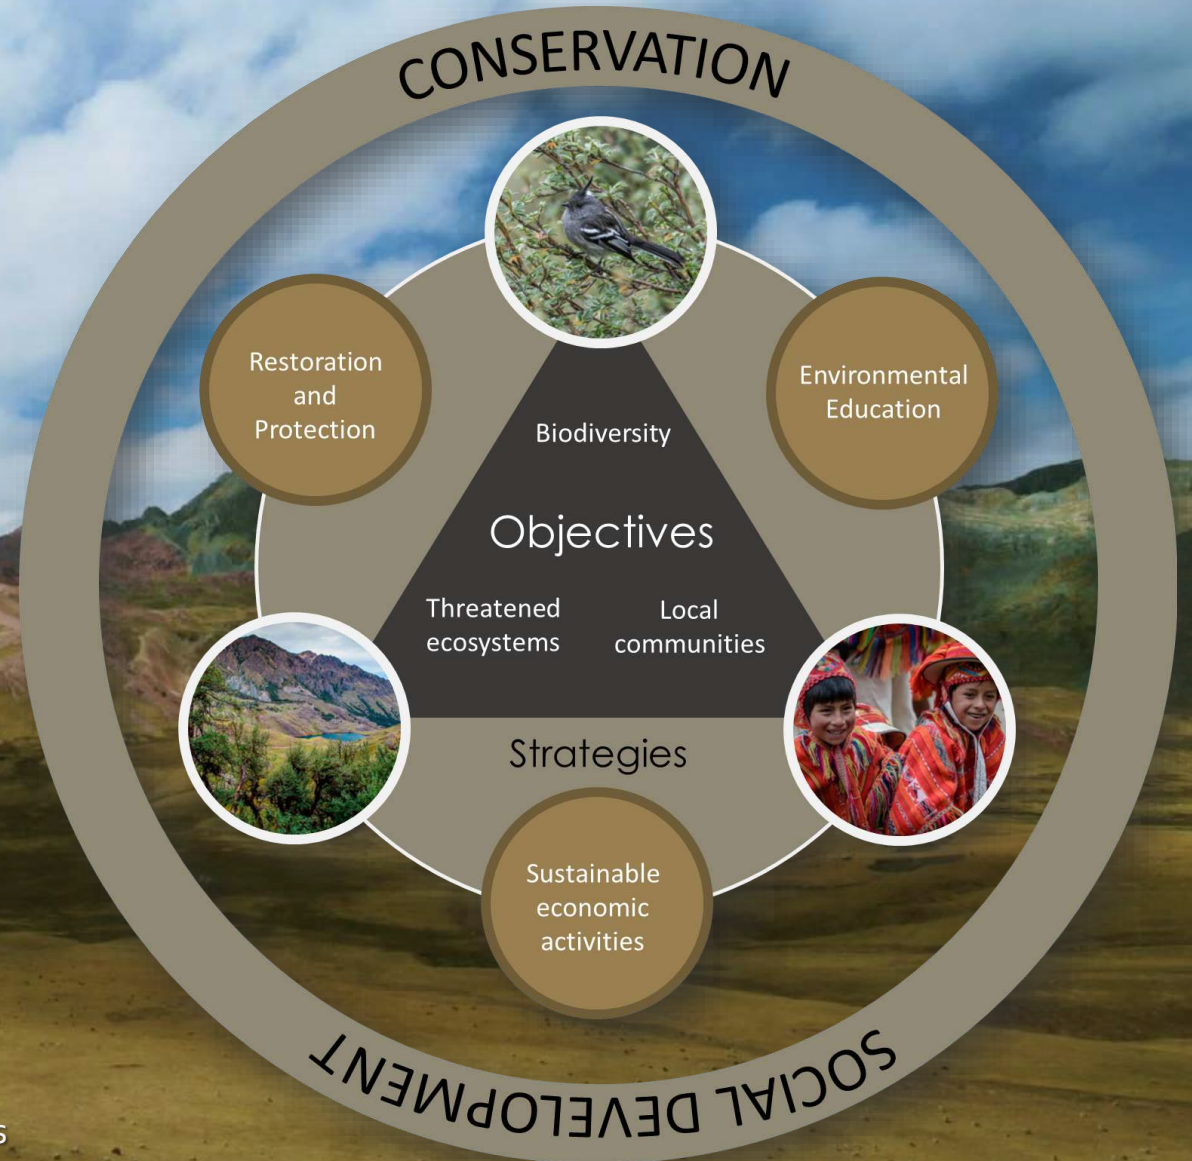 CONSERVATION
Restoration
and
Protection
Environmental
Education
Biodiversity
Objectives
Threatened
ecosystems
Local
communities
Strategies
Sustainable
economic
activities
SOCIAL DEVELOPMENT